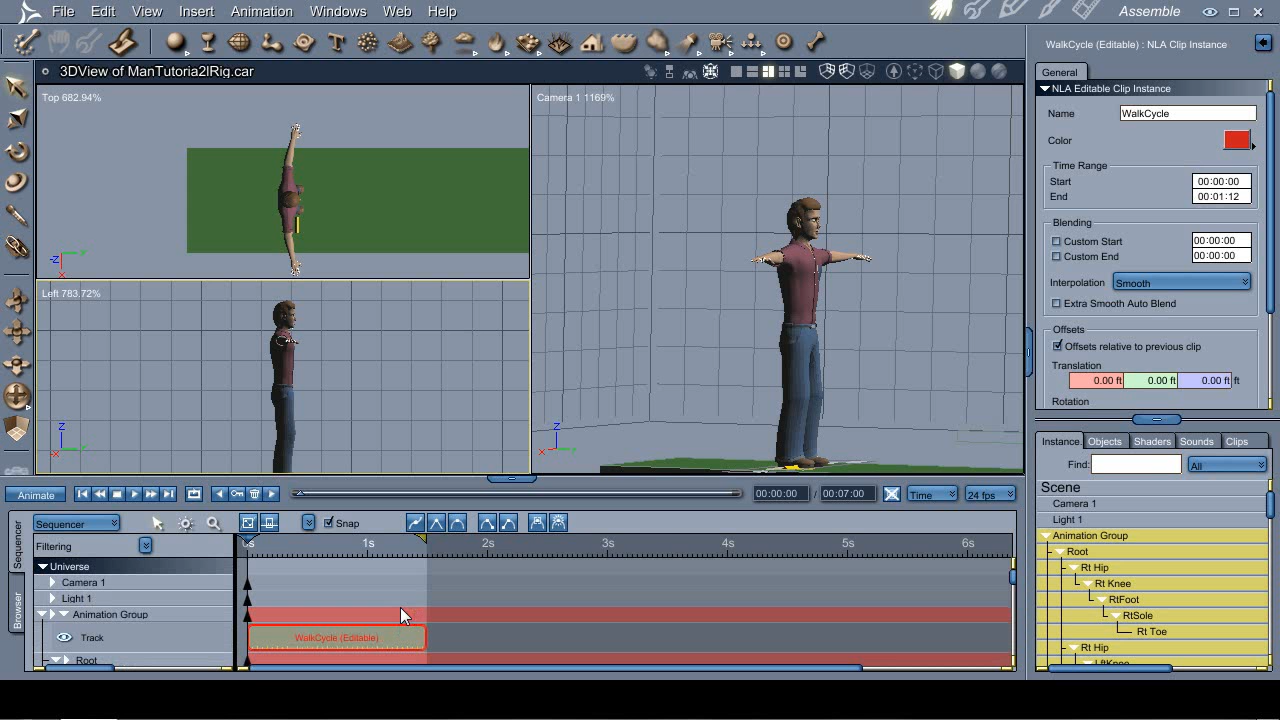 File Edit View Insert Animation Windows Web Help
Assemble
3DView of ManTutoria2lRig.car
Top 682.94%
-Z
X
Camera 1 1169%
Left 783.72%
Z
X
Z
X
WalkCycle (Editable) : NLA Clip Instance
General
NLA Editable Clip Instance
Name WalkCycle
Color
Time Range
Start 00:00:00
End 00:01:12
Blending
Custom Start 00:00:00
Custom End 00:00:00
Interpolation Smooth
Extra Smooth Auto Blend
Offsets
Offsets relative to previous clip
Translation
0.00 ft 0.00 ft 0.00 ft ft
Rotation
Instance. Objects Shaders Sounds Clips
Find: All
Scene
Camera 1
Light 1
Animation Group
Root
Rt Hip
Rt Knee
RtFoot
RtSole
Rt Toe
Rt Hip
LftKnee
Animate 00:00:00 / 00:07:00 Time 24 fps
Sequencer
Browser
Sequencer Snap
Filtering
0s 1s 2s 3s 4s 5s 6s
Universe
Camera 1
Light 1
Animation Group
Track WalkCycle (Editable)
Root